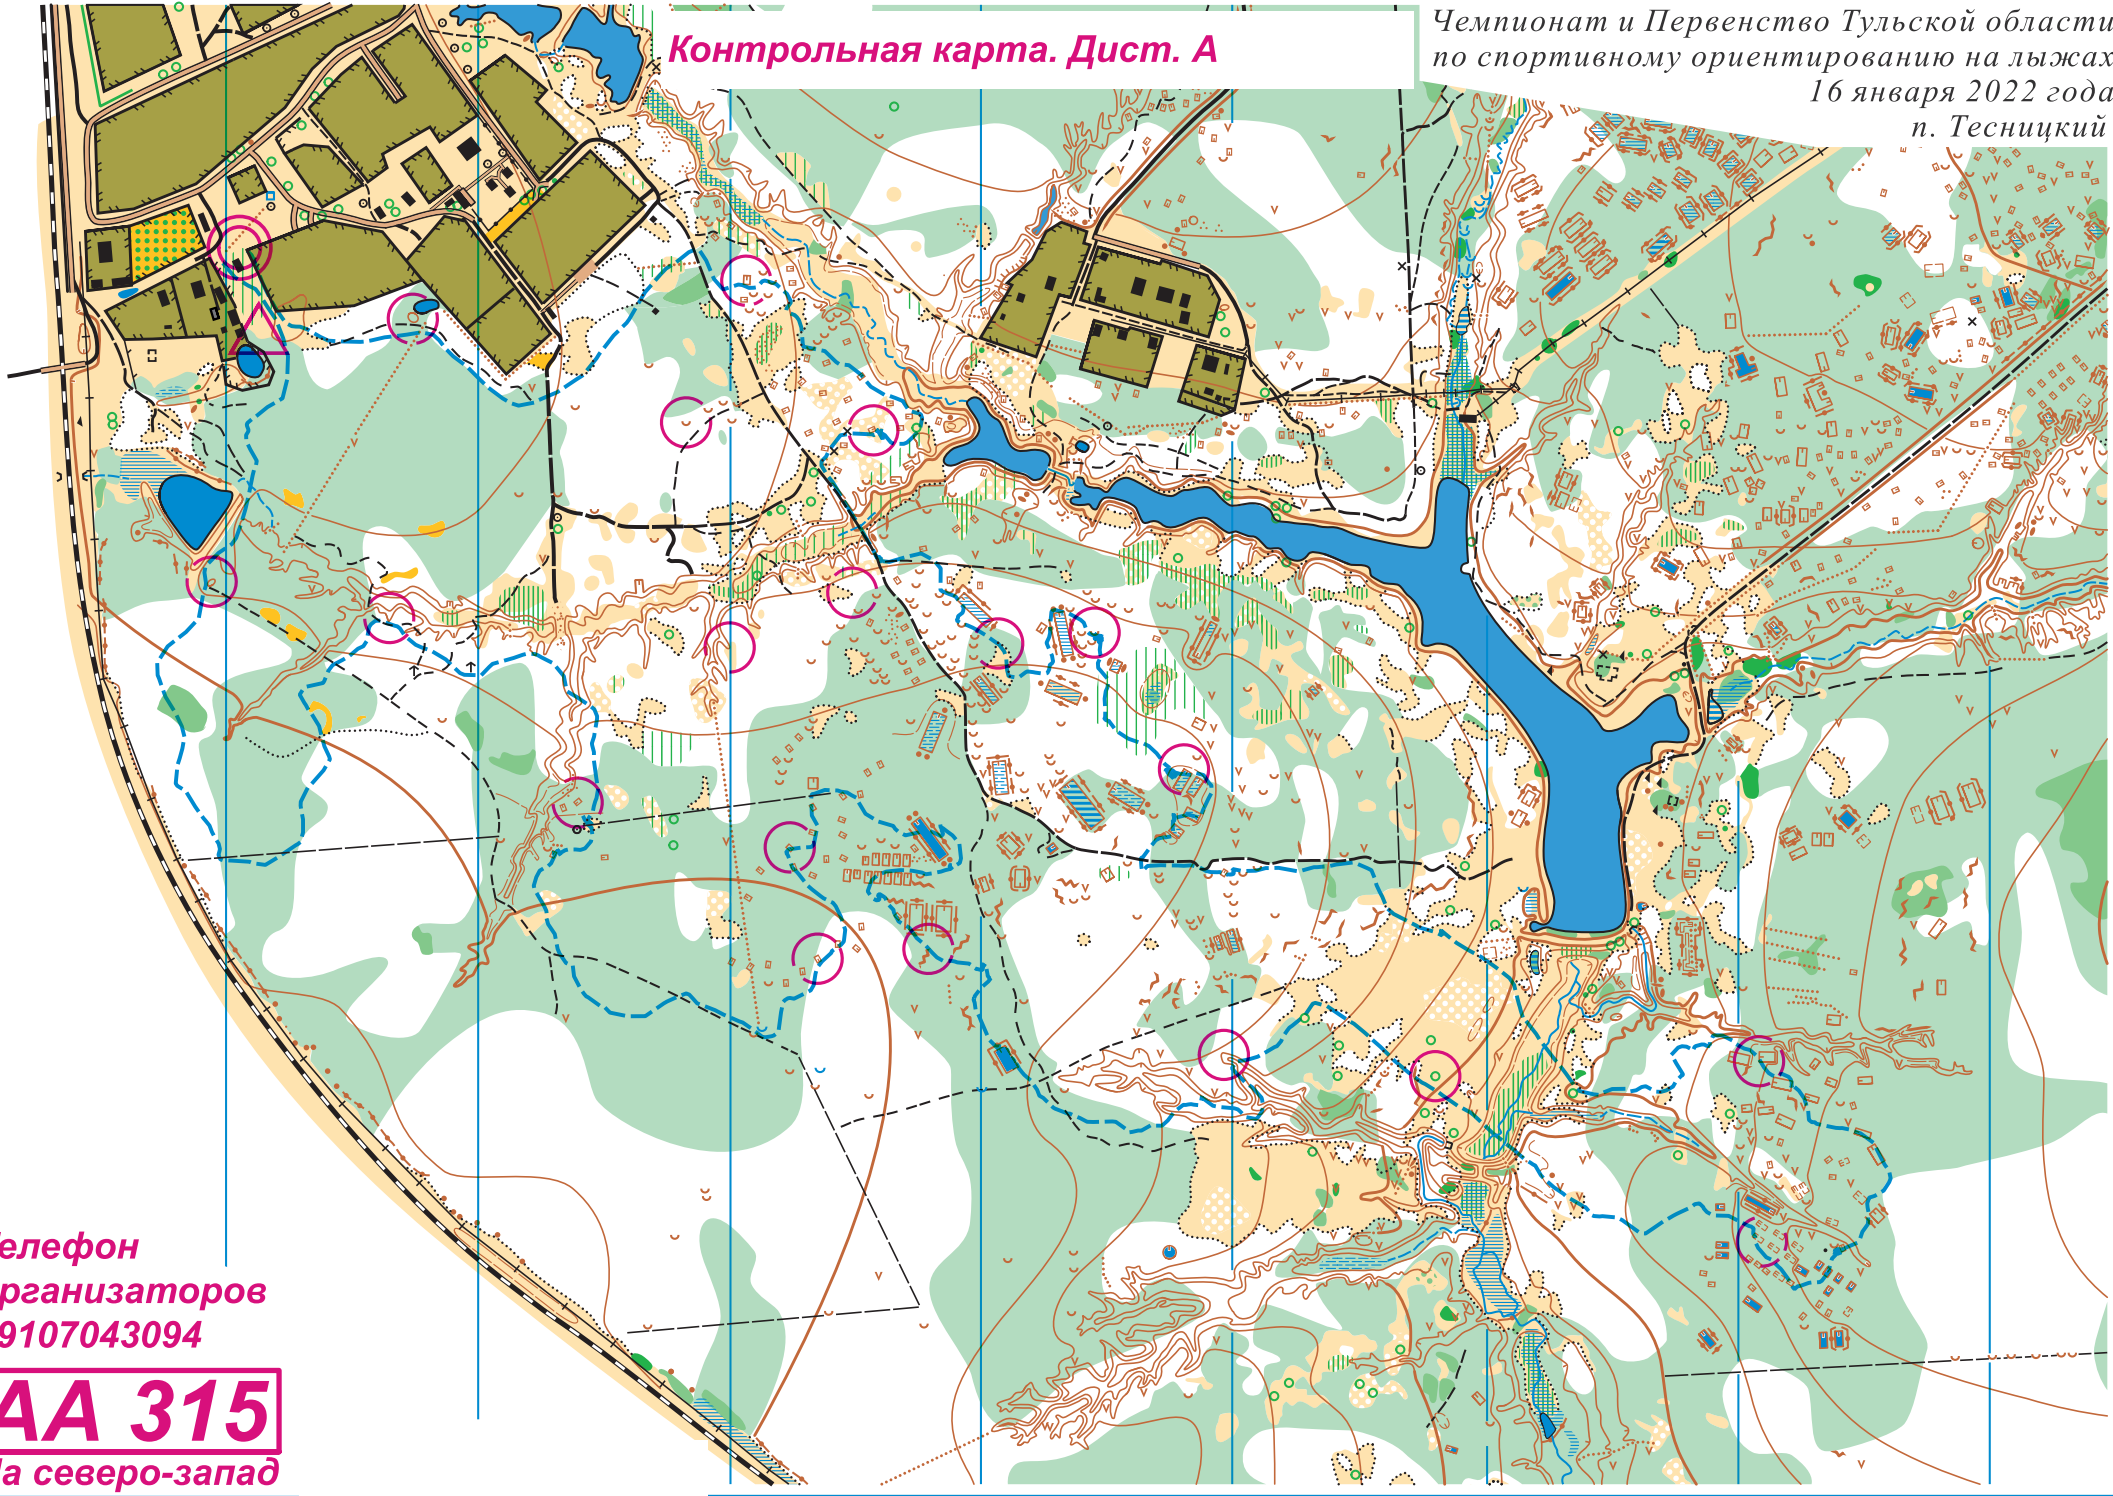 Контрольная карта. Дист. А
Чемпионат и Первенство Тульской области
по спортивному ориентированию на лыжах
16 января 2022 года
п. Тесницкий
елефон
рганизаторов
9107043094
АА 315
а северо-запад